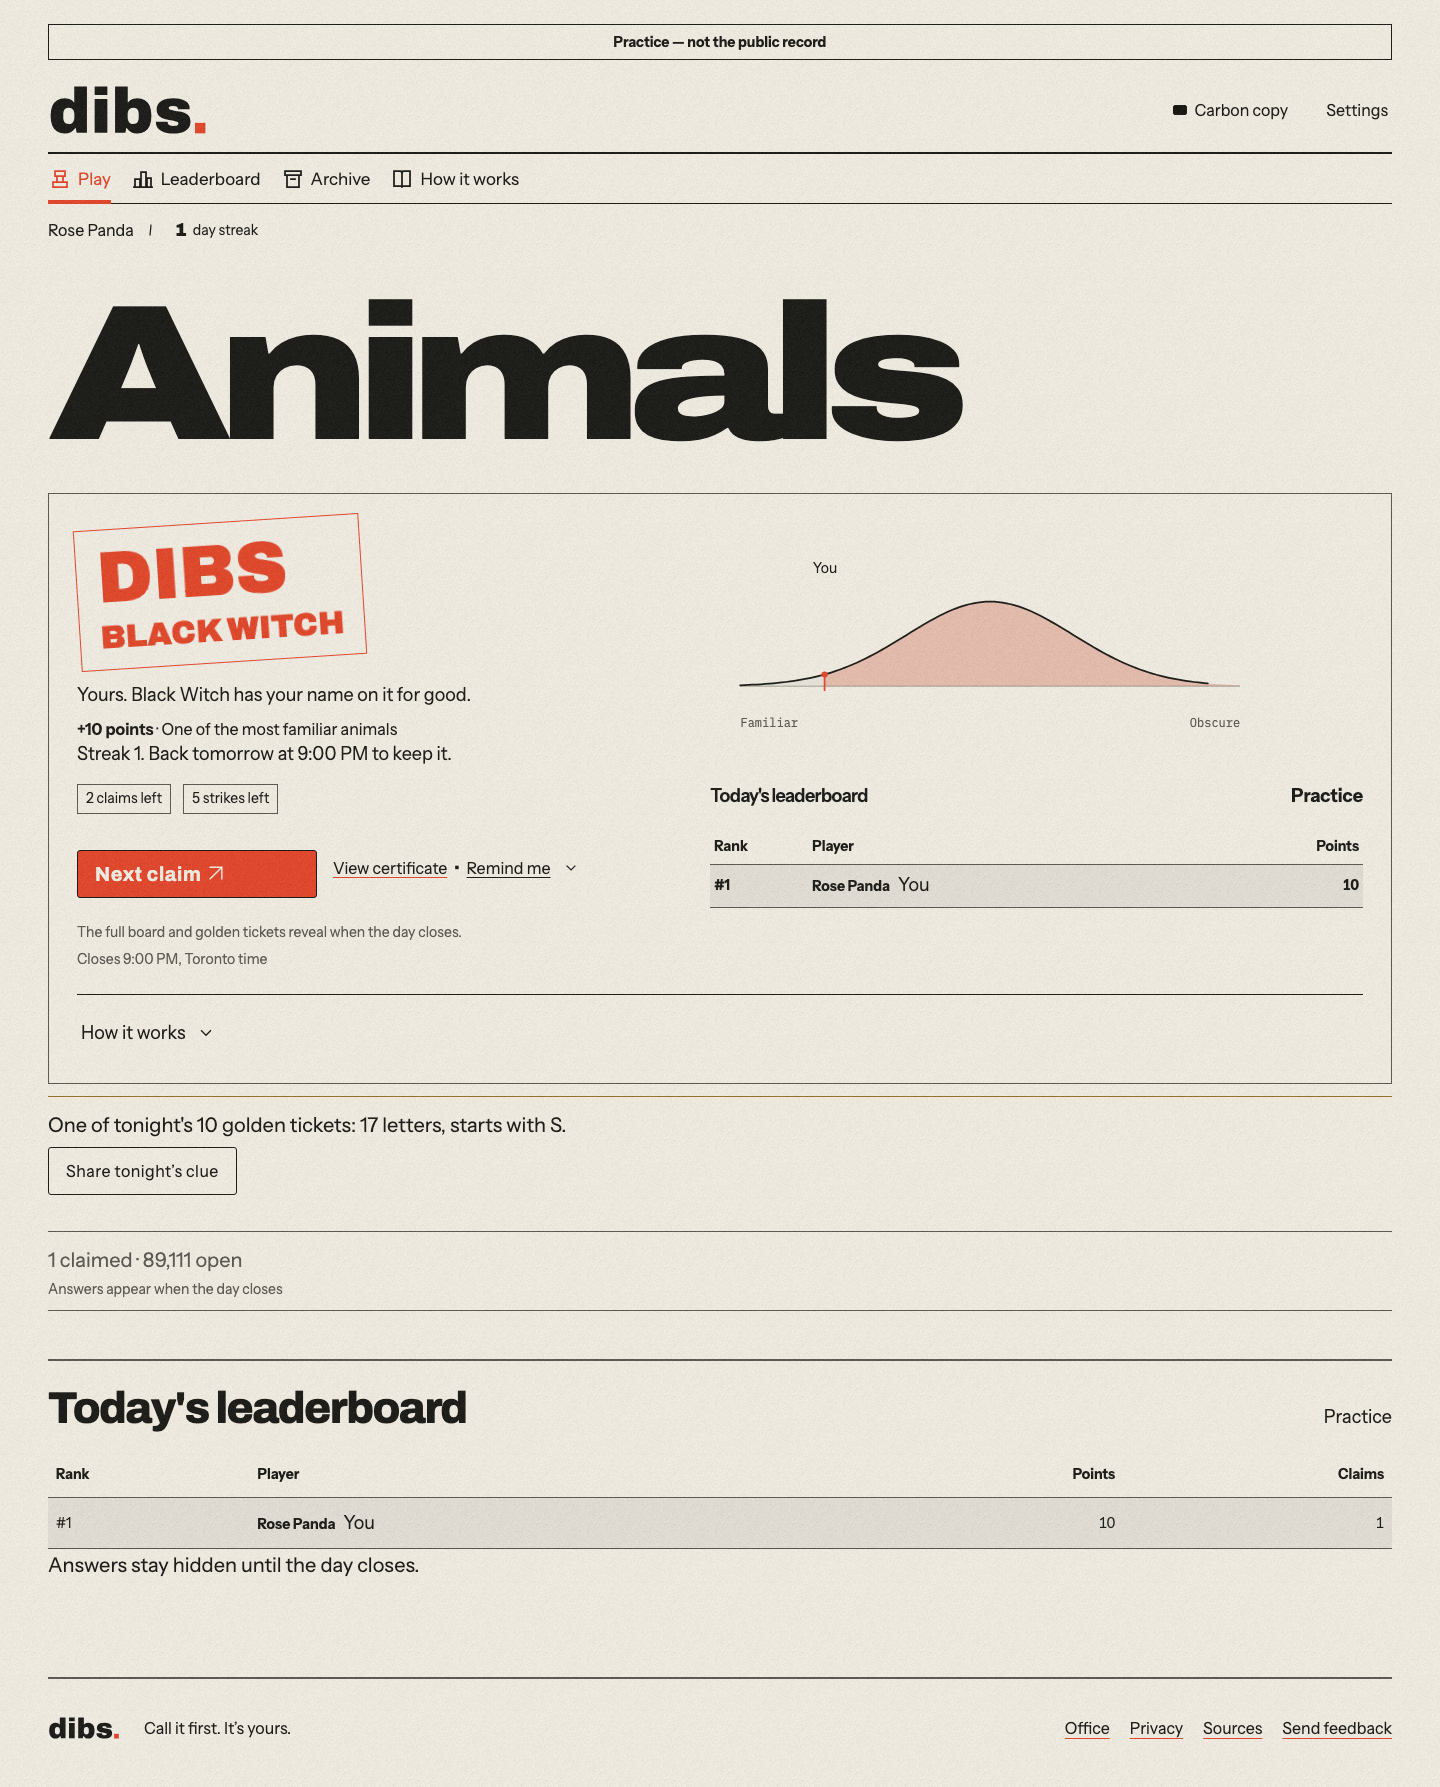 Practice — not the public record
dibs.
Carbon copy Settings
Play Leaderboard Archive How it works
Rose Panda / 1 day streak
Animals
DIBS
BLACK WITCH
Yours. Black Witch has your name on it for good.
+10 points · One of the most familiar animals
Streak 1. Back tomorrow at 9:00 PM to keep it.
2 claims left 5 strikes left
Next claim
View certificate · Remind me
The full board and golden tickets reveal when the day closes.
Closes 9:00 PM, Toronto time
You
Familiar Obscure
Today's leaderboard Practice
Rank Player Points
#1 Rose Panda You 10
How it works
One of tonight's 10 golden tickets: 17 letters, starts with S.
Share tonight's clue
1 claimed · 89,111 open
Answers appear when the day closes
Today's leaderboard
Practice
Rank Player Points Claims
#1 Rose Panda You 10 1
Answers stay hidden until the day closes.
dibs. Call it first. It's yours.
Office Privacy Sources Send feedback